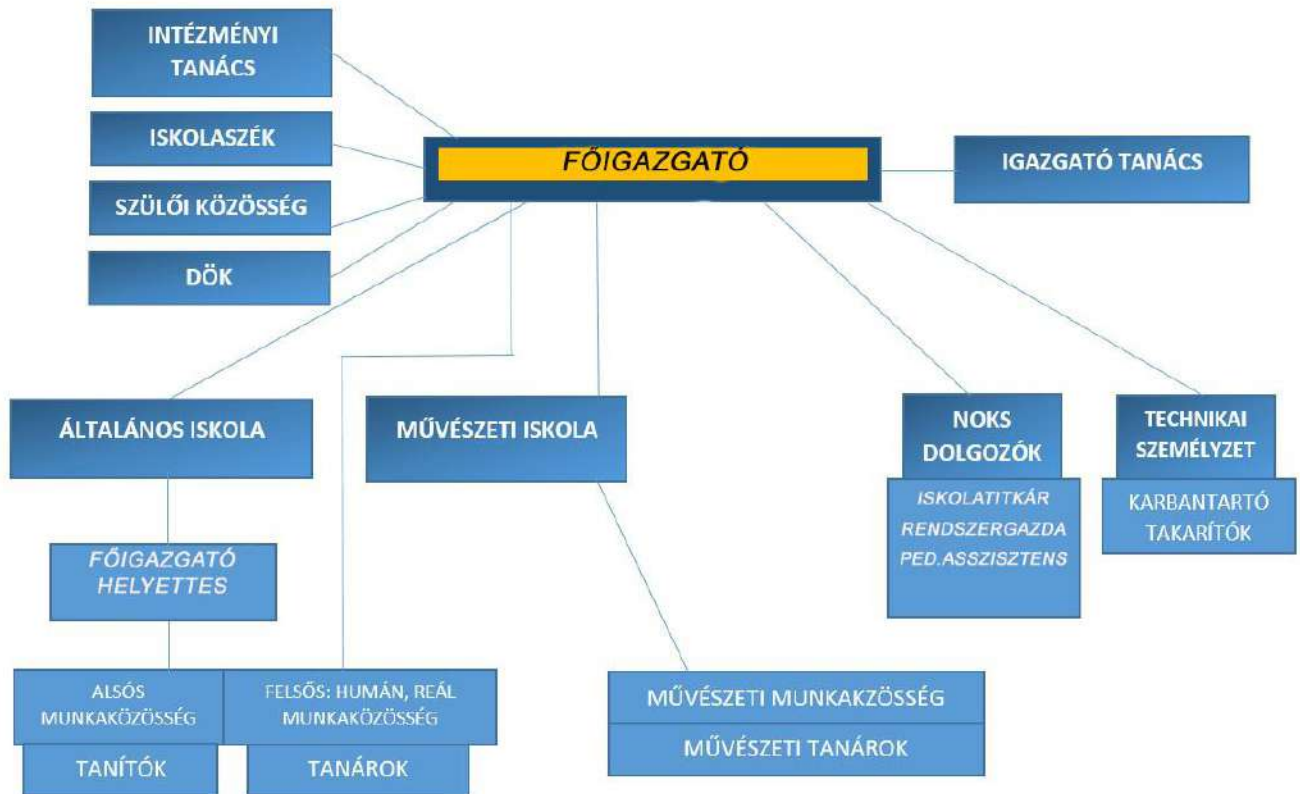 INTÉZMÉNYI
TANÁCS
ISKOLASZÉK
FŐIGAZGATÓ
IGAZGATÓ TANÁCS
SZÜLŐI KÖZÖSSÉG
DÖK
ÁLTALÁNOS ISKOLA
MŰVÉSZETI ISKOLA
NOKS
DOLGOZÓK
TECHNIKAI
SZEMÉLYZET
ISKOLATITKÁR
RENDSZERGAZDA
PED.ASSZISZTENS
KARBANTARTÓ
TAKARÍTÓK
FŐIGAZGATÓ
HELYETTES
ALSÓS
MUNKAKÖZÖSSÉG
FELSŐS: HUMÁN, REÁL
MUNKAKÖZÖSSÉG
MŰVÉSZETI MUNKAKZÖSSÉG
TANÍTÓK
TANÁROK
MŰVÉSZETI TANÁROK